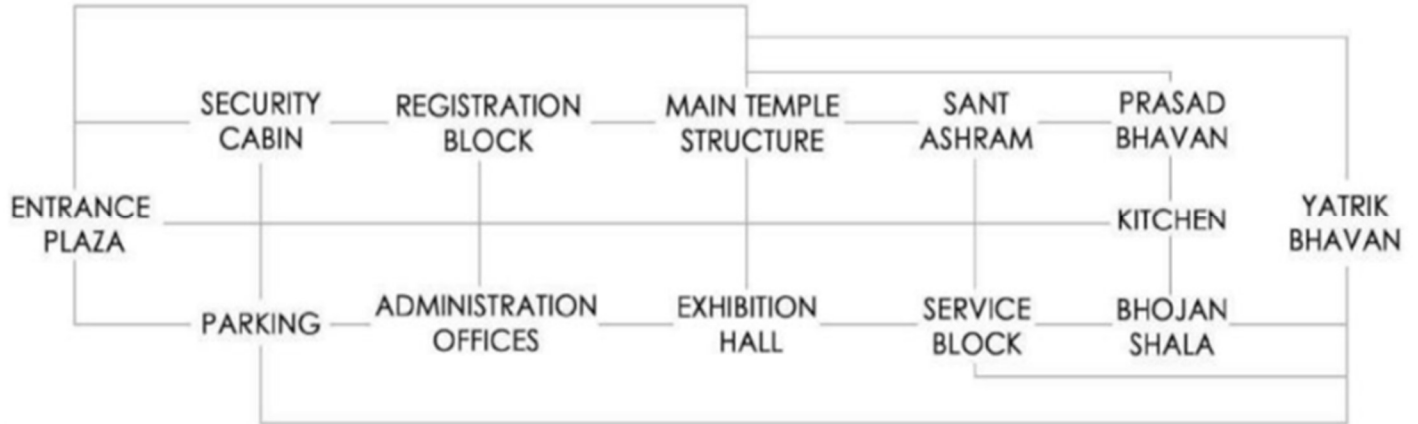 SECURITY
CABIN
REGISTRATION
BLOCK
MAIN TEMPLE
STRUCTURE
SANT
ASHRAM
PRASAD
BHAVAN
ENTRANCE
PLAZA
KITCHEN
YATRIK
BHAVAN
PARKING
ADMINISTRATION
OFFICES
EXHIBITION
HALL
SERVICE
BLOCK
BHOJAN
SHALA